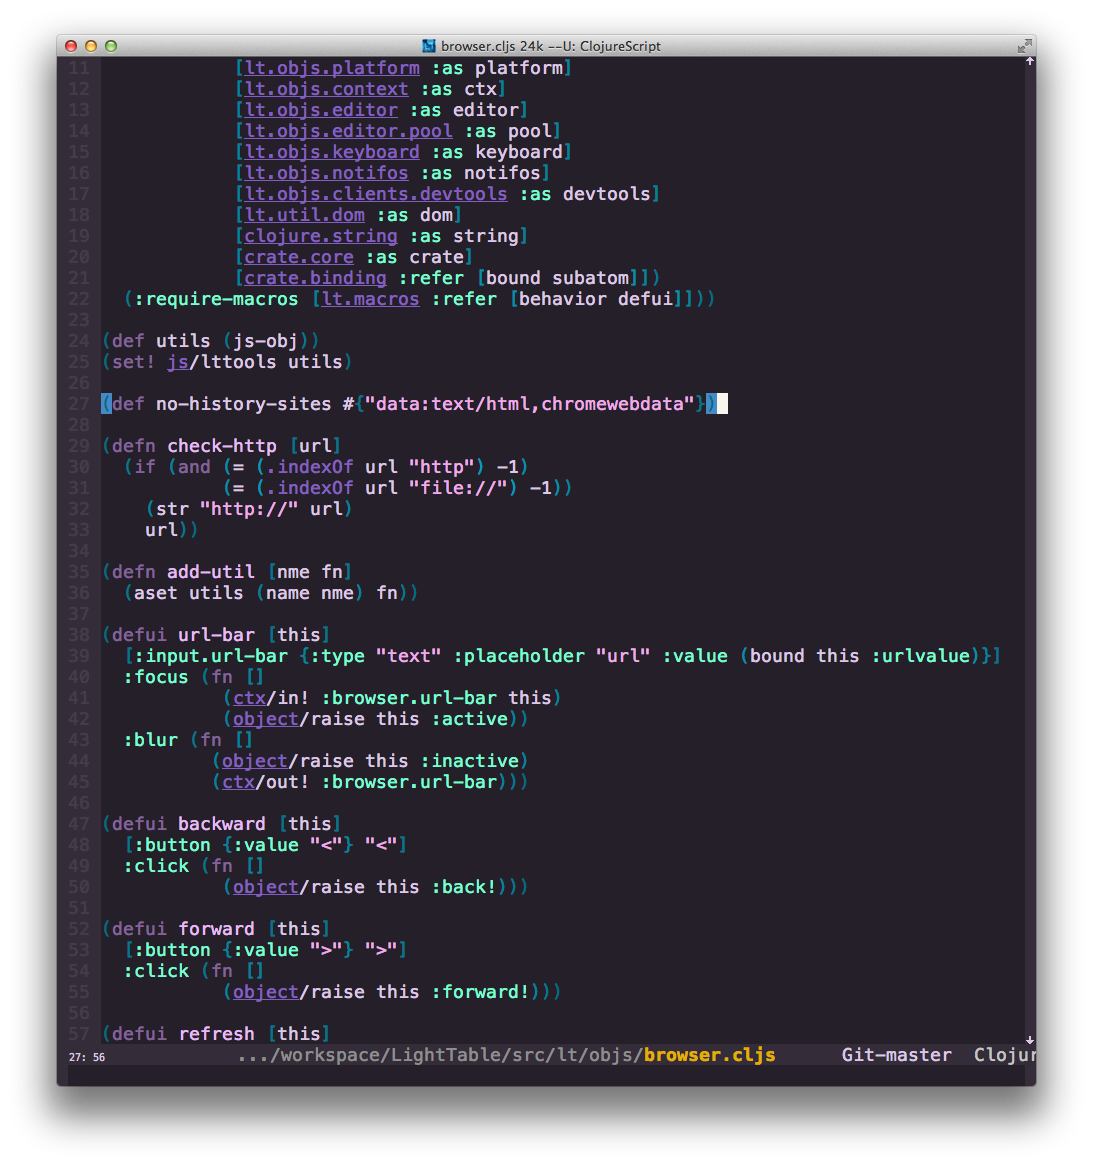 browser.cljs 24k --U: ClojureScript
11             [lt.objs.platform :as platform]
12             [lt.objs.context :as ctx]
13             [lt.objs.editor :as editor]
14             [lt.objs.editor.pool :as pool]
15             [lt.objs.keyboard :as keyboard]
16             [lt.objs.notifos :as notifos]
17             [lt.objs.clients.devtools :as devtools]
18             [lt.util.dom :as dom]
19             [clojure.string :as string]
20             [crate.core :as crate]
21             [crate.binding :refer [bound subatom]])
22   (:require-macros [lt.macros :refer [behavior defui]]))
23
24 (def utils (js-obj))
25 (set! js/lttools utils)
26
27 (def no-history-sites #{"data:text/html,chromewebdata"})
28
29 (defn check-http [url]
30   (if (and (= (.indexOf url "http") -1)
31            (= (.indexOf url "file://") -1))
32     (str "http://" url)
33     url))
34
35 (defn add-util [nme fn]
36   (aset utils (name nme) fn))
37
38 (defui url-bar [this]
39   [:input.url-bar {:type "text" :placeholder "url" :value (bound this :urlvalue)}]
40   :focus (fn []
41            (ctx/in! :browser.url-bar this)
42            (object/raise this :active))
43   :blur (fn []
44           (object/raise this :inactive)
45           (ctx/out! :browser.url-bar)))
46
47 (defui backward [this]
48   [:button {:value "<"} "<"]
49   :click (fn []
50            (object/raise this :back!)))
51
52 (defui forward [this]
53   [:button {:value ">"} ">"]
54   :click (fn []
55            (object/raise this :forward!)))
56
57 (defui refresh [this]
27: 56 .../workspace/LightTable/src/lt/objs/browser.cljs Git-master Clojur